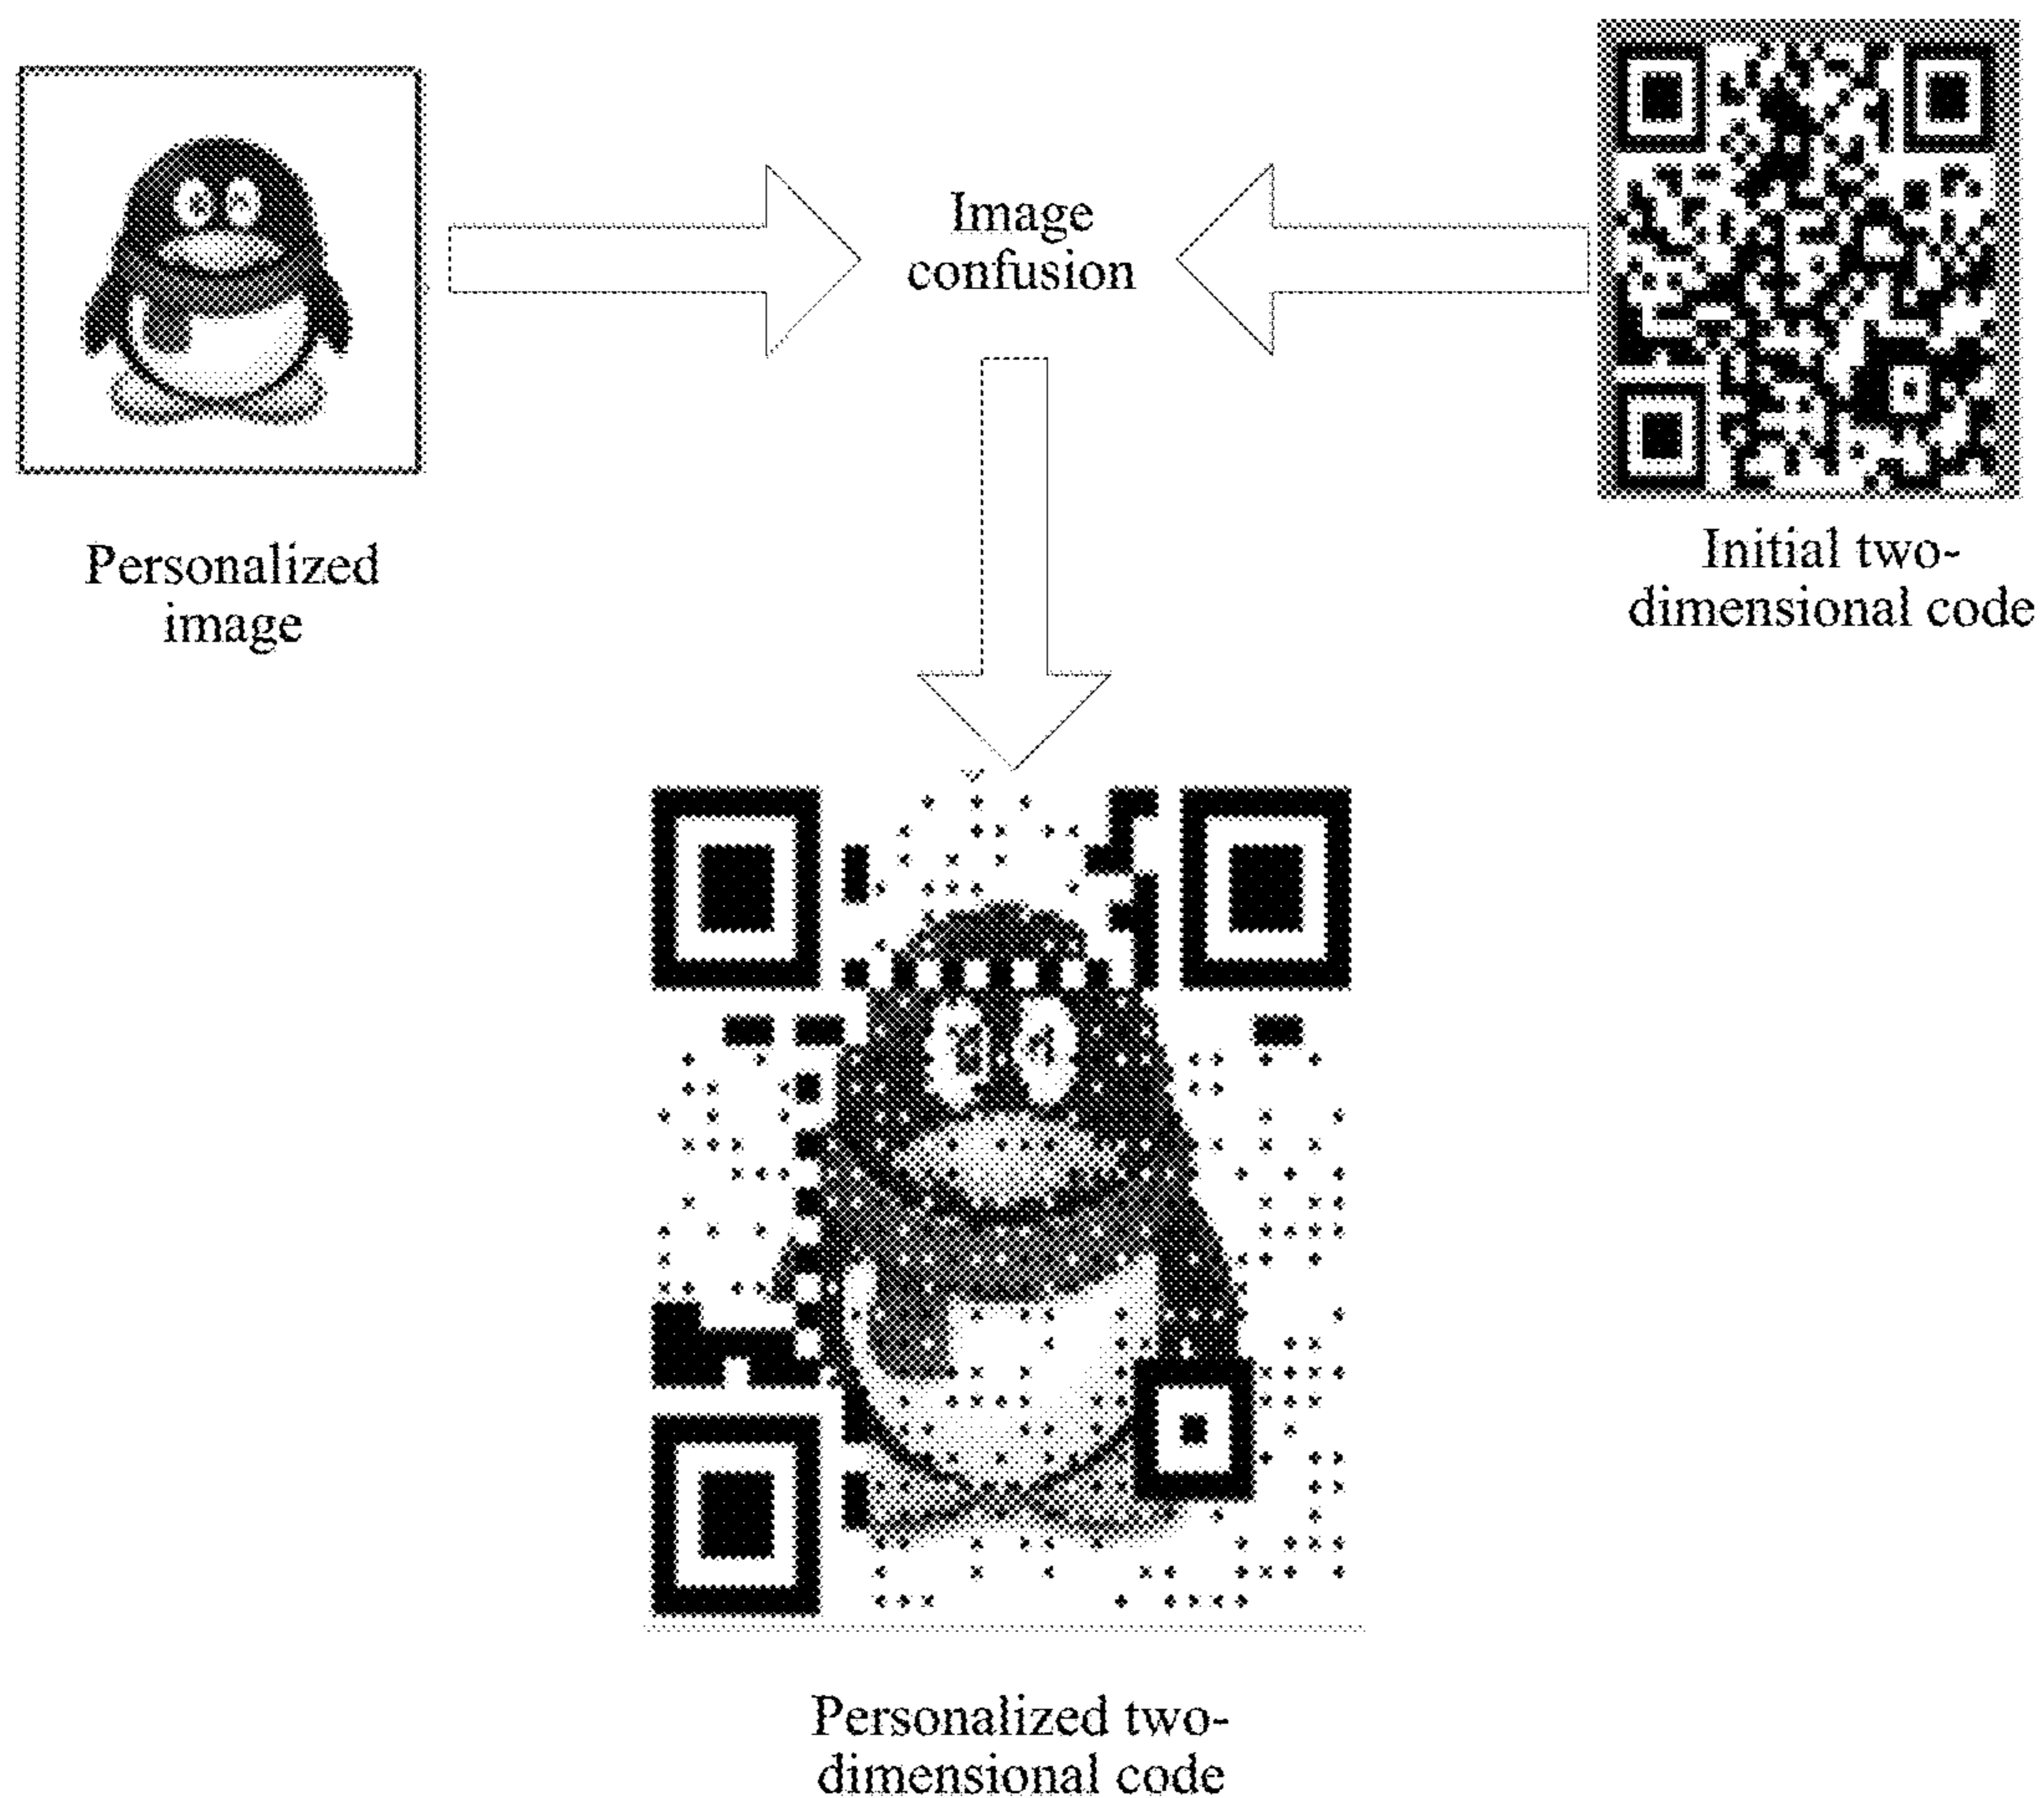 Image
confusion
Personalized
image
Initial two-
dimensional code
Personalized two-
dimensional code